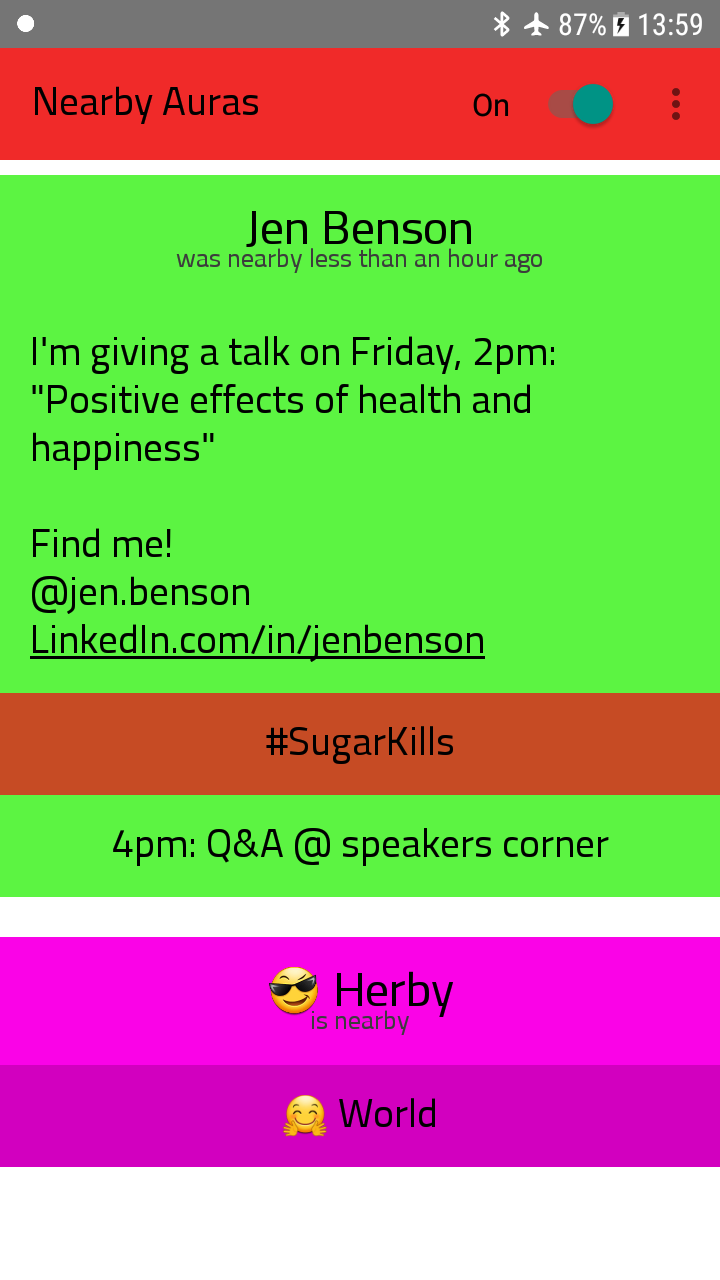 87% 13:59
Nearby Auras On
Jen Benson
was nearby less than an hour ago
I'm giving a talk on Friday, 2pm:
"Positive effects of health and
happiness"
Find me!
@jen.benson
LinkedIn.com/in/jenbenson
#SugarKills
4pm: Q&A @ speakers corner
😎 Herby
is nearby
🤗 World